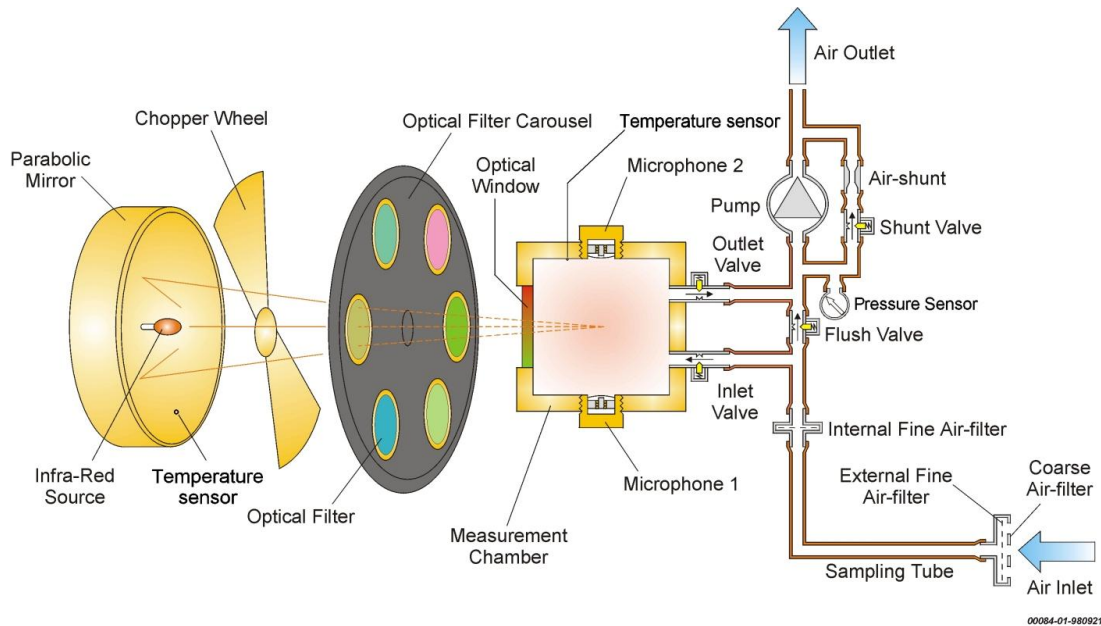 Air Outlet
Chopper Wheel
Optical Filter Carousel
Temperature sensor
Parabolic
Mirror
Optical
Window
Microphone 2
Air-shunt
Pump
Shunt Valve
Outlet
Valve
Pressure Sensor
Flush Valve
Inlet
Valve
Internal Fine Air-filter
Infra-Red
Source
Temperature
sensor
Optical Filter
Microphone 1
Measurement
Chamber
External Fine
Air-filter
Coarse
Air-filter
Sampling Tube
Air Inlet
00084-01-980921